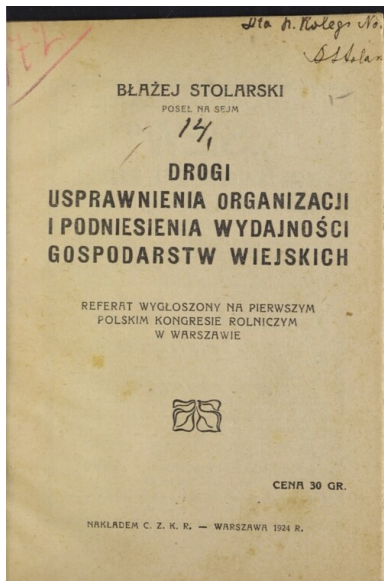 Dla K. Kolegi
172
BŁAŻEJ STOLARSKI
POSEŁ NA SEJM
14,
DROGI
USPRAWNIENIA ORGANIZACJI
I PODNIESIENIA WYDAJNOŚCI
GOSPODARSTW WIEJSKICH
REFERAT WYGŁOSZONY NA PIERWSZYM
POLSKIM KONGRESIE ROLNICZYM
W WARSZAWIE
CENA 30 GR.
NAKŁADEM C. Z. K. R. — WARSZAWA 1924 R.